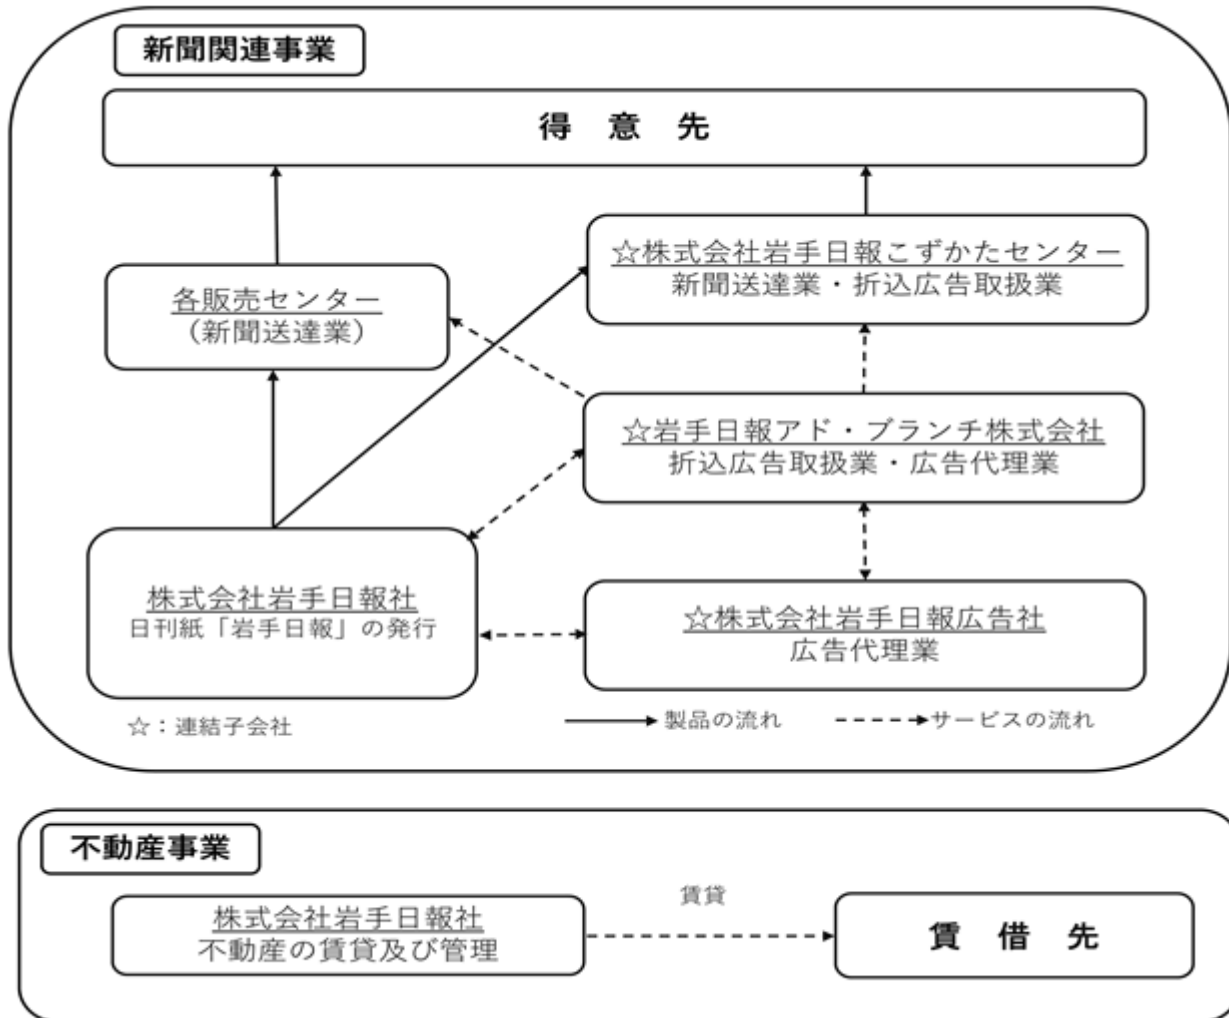 新聞関連事業
得 意 先
☆株式会社岩手日報こずかたセンター
新聞送達業・折込広告取扱業
各販売センター
(新聞送達業)
☆岩手日報アド・ブランチ株式会社
折込広告取扱業・広告代理業
株式会社岩手日報社
日刊紙「岩手日報」の発行
☆株式会社岩手日報広告社
広告代理業
☆:連結子会社
製品の流れ
サービスの流れ
不動産事業
株式会社岩手日報社
不動産の賃貸及び管理
賃貸
賃 借 先